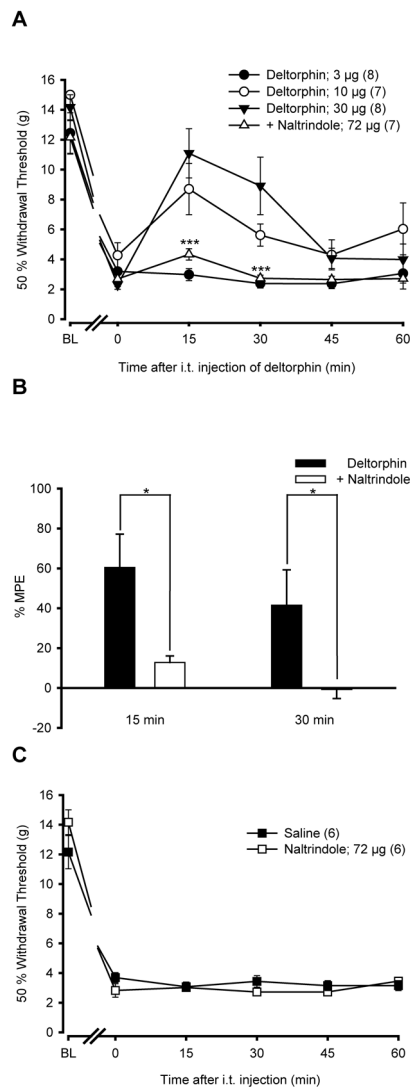 A
Deltorphin; 3 µg (8)
Deltorphin; 10 µg (7)
Deltorphin; 30 µg (8)
+ Naltrindole; 72 µg (7)
50 % Withdrawal Threshold (g)
16
14
12
10
8
6
4
2
0
***
***
BL
0
15
30
45
60
Time after i.t. injection of deltorphin (min)
B
Deltorphin
+ Naltrindole
% MPE
100
80
60
40
20
0
-20
*
*
15 min
30 min
C
Saline (6)
Naltrindole; 72 µg (6)
50 % Withdrawal Threshold (g)
16
14
12
10
8
6
4
2
0
BL
0
15
30
45
60
Time after i.t. injection (min)